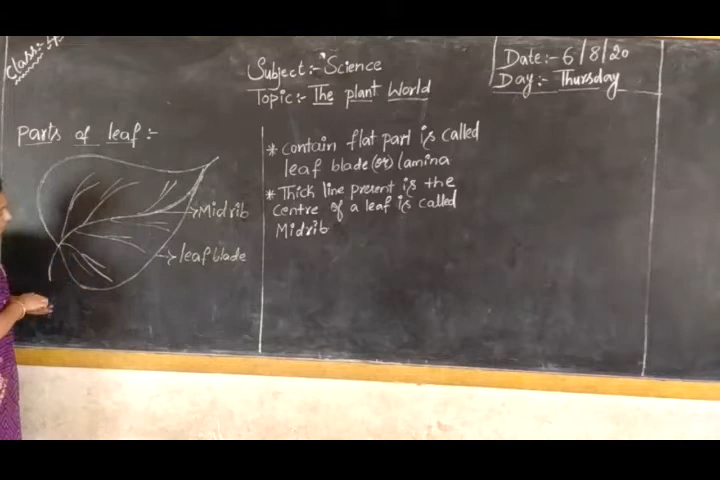 Class:- 4
Subject:- Science
Topic:- The plant World
Date:- 6/8/20
Day:- Thursday
Parts of leaf:-
Midrib
leaf blade
* Contain flat part is called
leaf blade (or) lamina
* Thick line present is the
centre of a leaf is called
Midrib